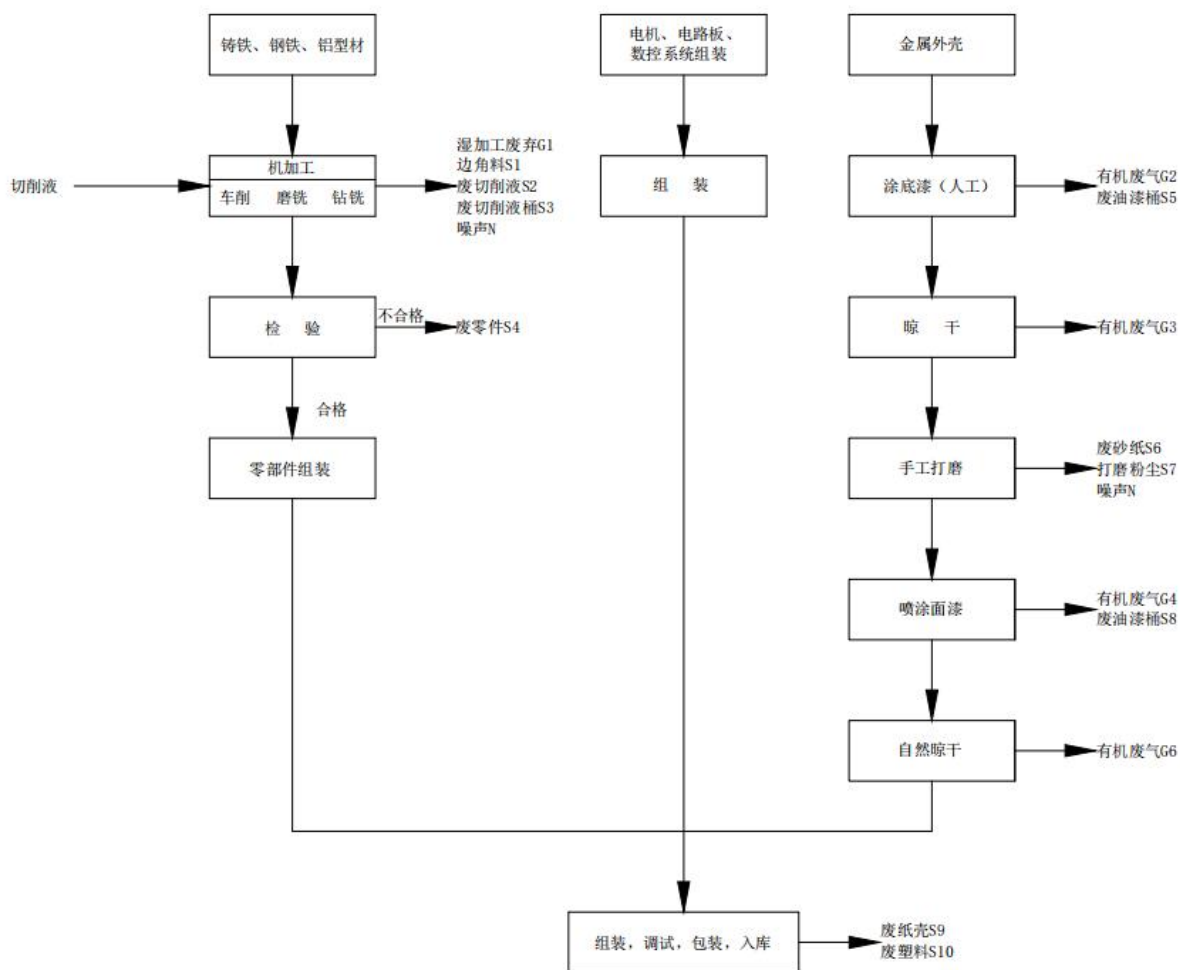 铸铁、钢铁、铝型材
电机、电路板、
数控系统组装
金属外壳
切削液
机加工
车削 磨铣 钻铣
湿加工废弃G1
边角料S1
废切削液S2
废切削液桶S3
噪声N
组 装
涂底漆（人工）
有机废气G2
废油漆桶S5
检 验
不合格
废零件S4
晾 干
有机废气G3
合格
零部件组装
手工打磨
废砂纸S6
打磨粉尘S7
噪声N
喷涂面漆
有机废气G4
废油漆桶S8
自然晾干
有机废气G6
组装，调试，包装，入库
废纸壳S9
废塑料S10